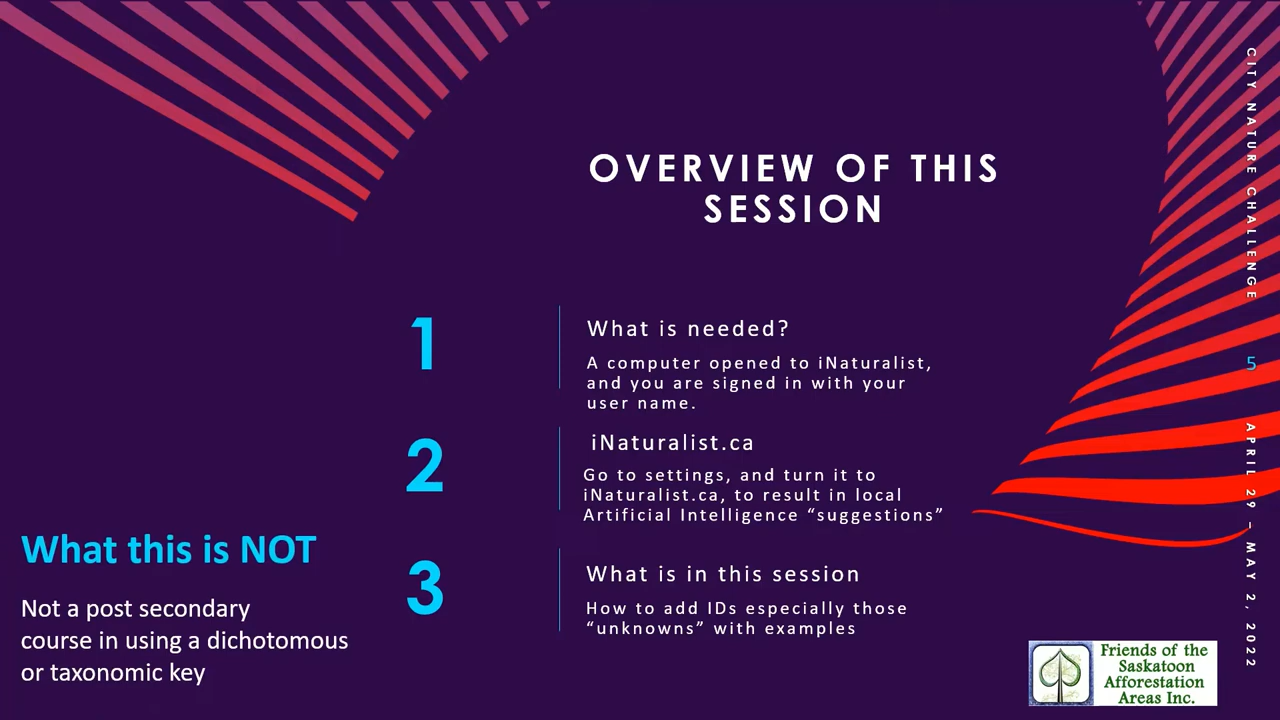 OVERVIEW OF THIS
SESSION
1
What is needed?
A computer opened to iNaturalist,
and you are signed in with your
user name.
2
iNaturalist.ca
Go to settings, and turn it to
iNaturalist.ca, to result in local
Artificial Intelligence “suggestions”
3
What is in this session
How to add IDs especially those
“unknowns” with examples
What this is NOT
Not a post secondary
course in using a dichotomous
or taxonomic key
CITY NATURE CHALLENGE
5
APRIL 29 – MAY 2, 2022
Friends of the
Saskatoon
Afforestation
Areas Inc.